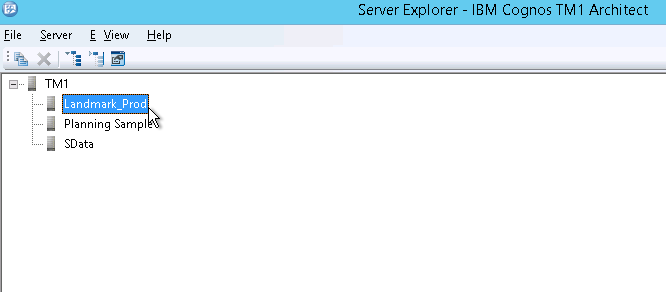 Server Explorer - IBM Cognos TM1 Architect
File Server E View Help
TM1
Landmark_Prod
Planning Sample
SData